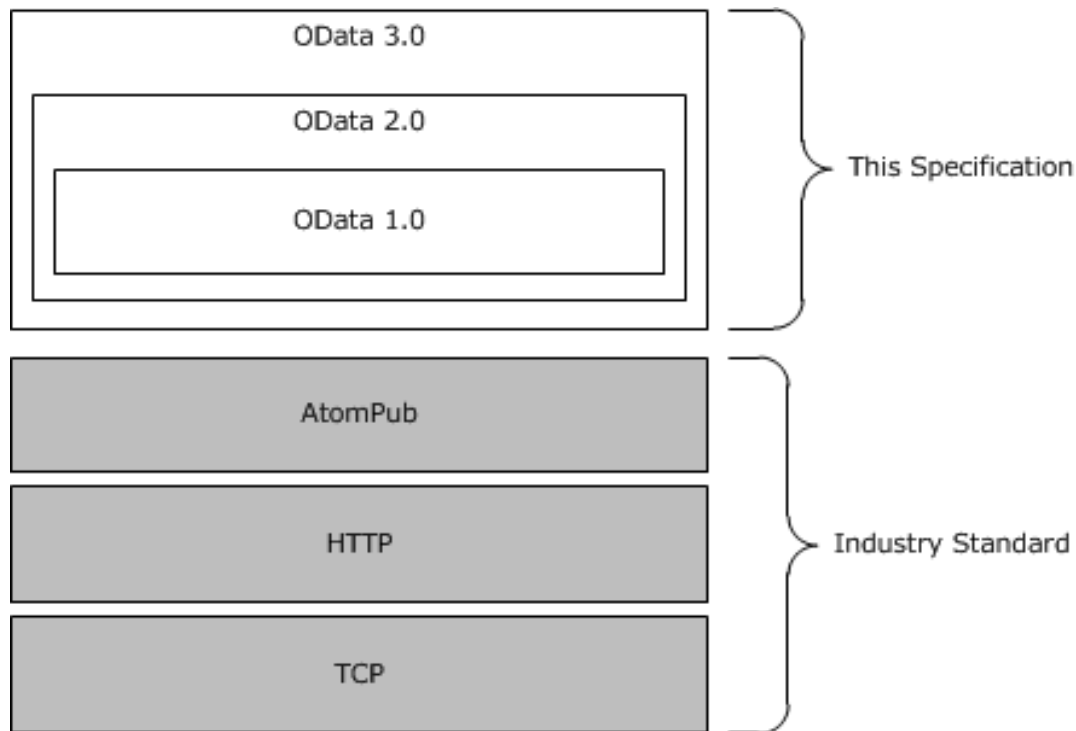 OData 3.0
OData 2.0
OData 1.0
This Specification
AtomPub
HTTP
Industry Standard
TCP